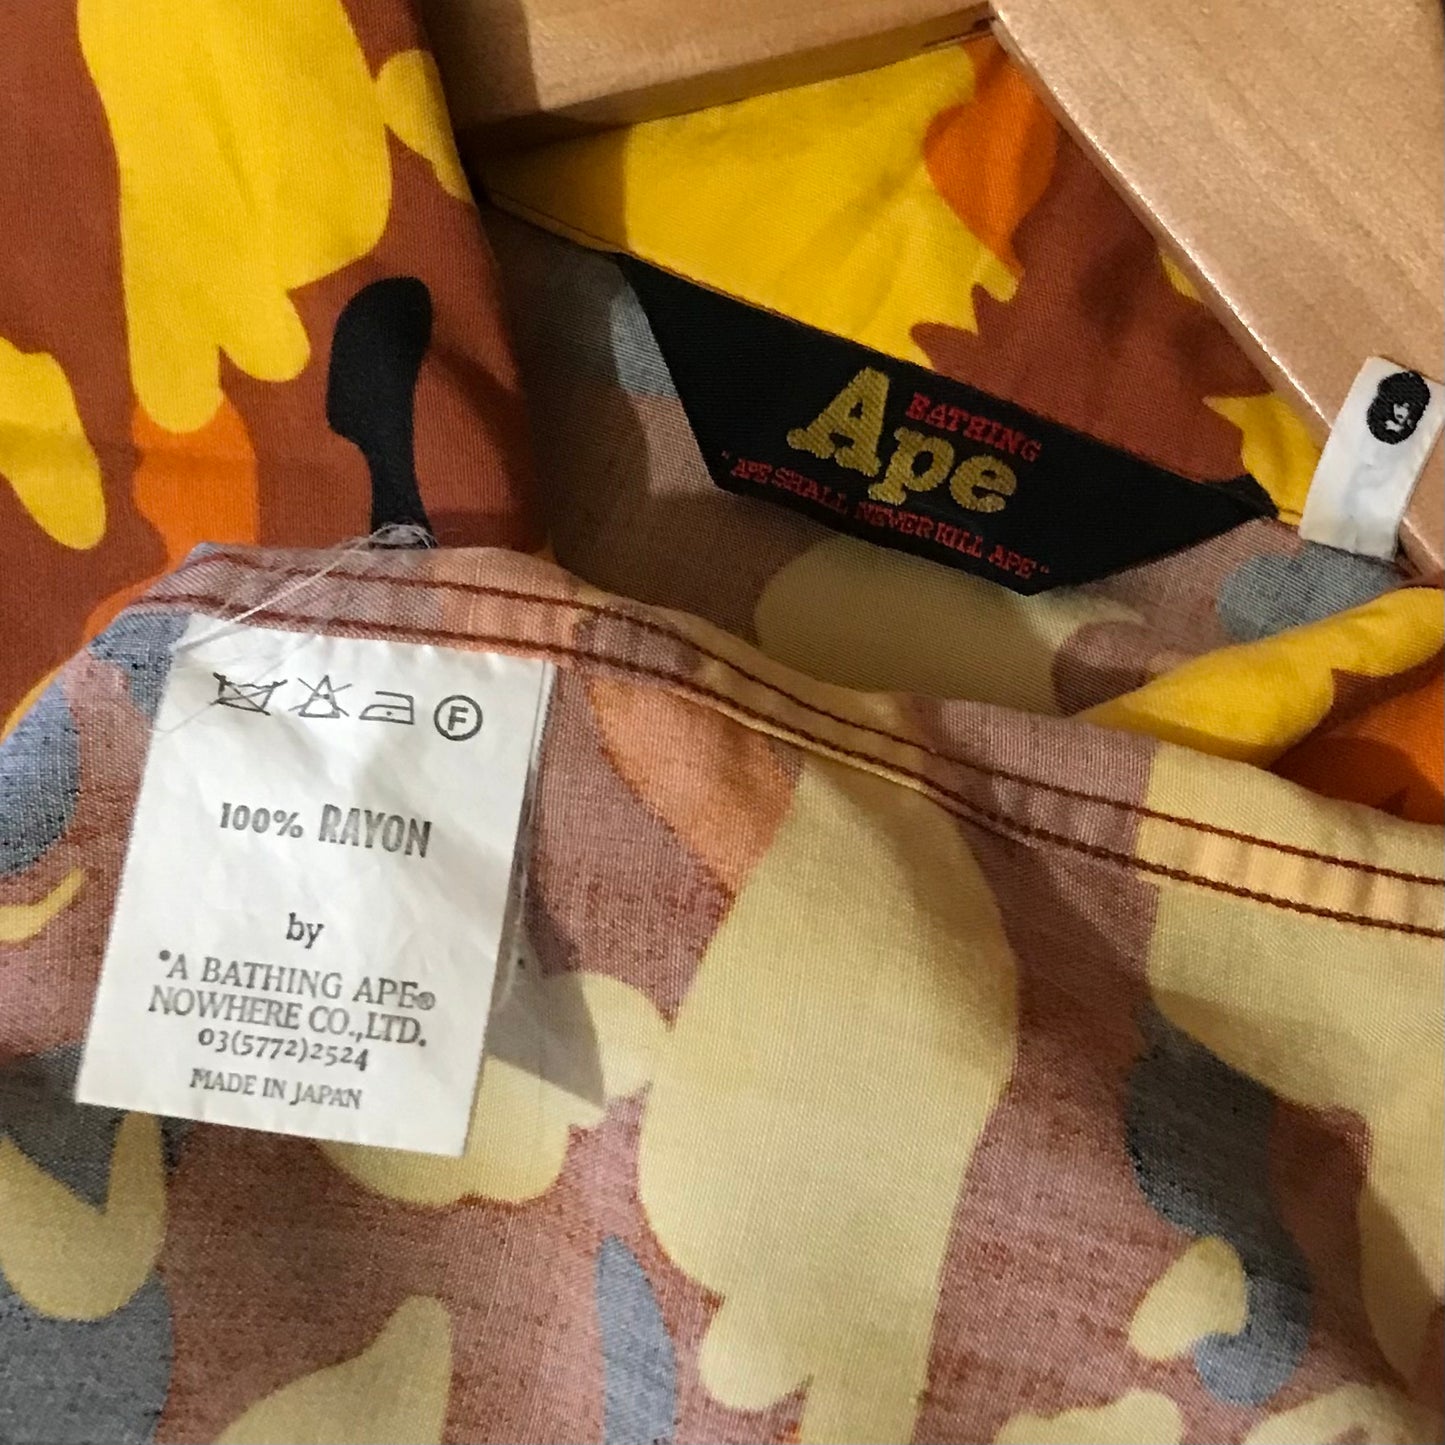 BATHING
Ape
"APE SHALL NEVER KILL APE"
F
100% RAYON
by
*A BATHING APE®
NOWHERE CO.,LTD.
03(5772)2524
MADE IN JAPAN